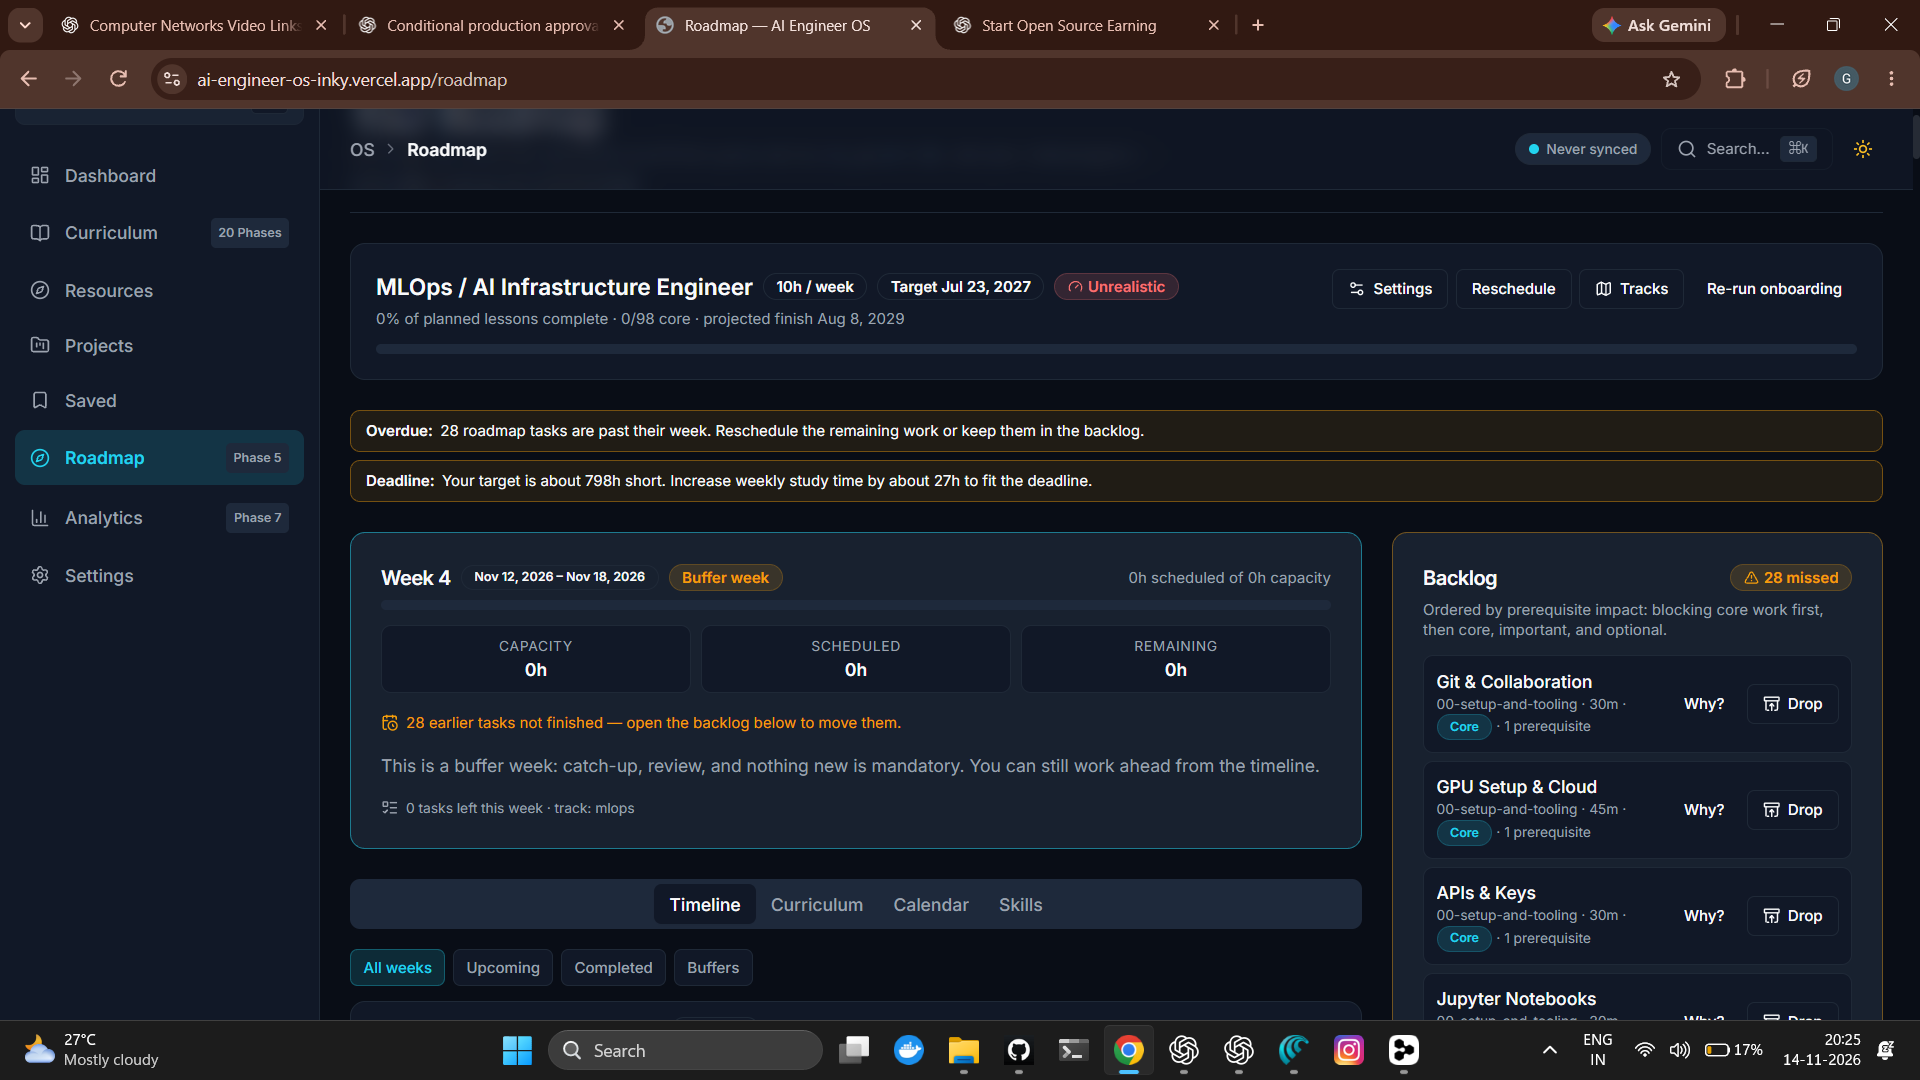 Computer Networks Video Links
Conditional production approva
Roadmap — AI Engineer OS
Start Open Source Earning
Ask Gemini
ai-engineer-os-inky.vercel.app/roadmap
G
OS > Roadmap
Never synced
Search... ⌘K
Dashboard
Curriculum
20 Phases
Resources
Projects
Saved
Roadmap
Phase 5
Analytics
Phase 7
Settings
MLOps / AI Infrastructure Engineer
10h / week
Target Jul 23, 2027
Unrealistic
Settings
Reschedule
Tracks
Re-run onboarding
0% of planned lessons complete · 0/98 core · projected finish Aug 8, 2029
Overdue: 28 roadmap tasks are past their week. Reschedule the remaining work or keep them in the backlog.
Deadline: Your target is about 798h short. Increase weekly study time by about 27h to fit the deadline.
Week 4
Nov 12, 2026 – Nov 18, 2026
Buffer week
0h scheduled of 0h capacity
CAPACITY
0h
SCHEDULED
0h
REMAINING
0h
28 earlier tasks not finished — open the backlog below to move them.
This is a buffer week: catch-up, review, and nothing new is mandatory. You can still work ahead from the timeline.
0 tasks left this week · track: mlops
Timeline
Curriculum
Calendar
Skills
All weeks
Upcoming
Completed
Buffers
Backlog
28 missed
Ordered by prerequisite impact: blocking core work first,
then core, important, and optional.
Git & Collaboration
00-setup-and-tooling · 30m ·
Core · 1 prerequisite
Why?
Drop
GPU Setup & Cloud
00-setup-and-tooling · 45m ·
Core · 1 prerequisite
Why?
Drop
APIs & Keys
00-setup-and-tooling · 30m ·
Core · 1 prerequisite
Why?
Drop
Jupyter Notebooks
27°C
Mostly cloudy
Search
ENG
IN
17%
20:25
14-11-2026